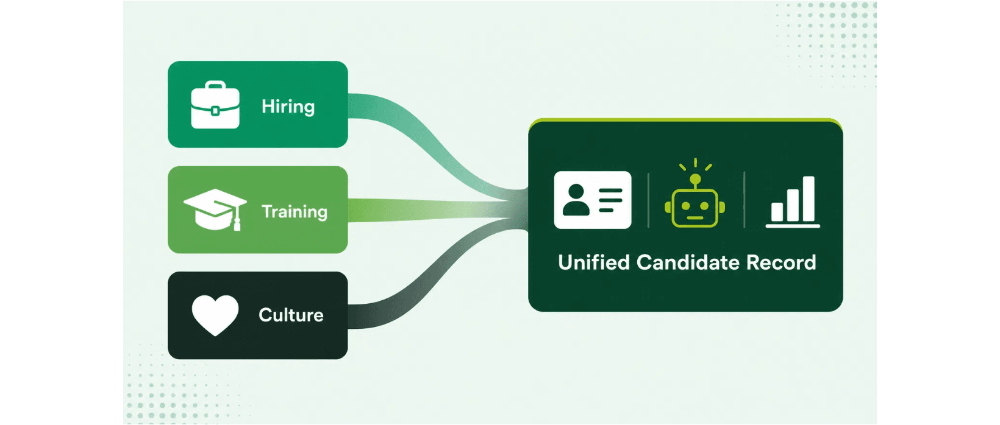 Hiring
Training
Culture
Unified Candidate Record